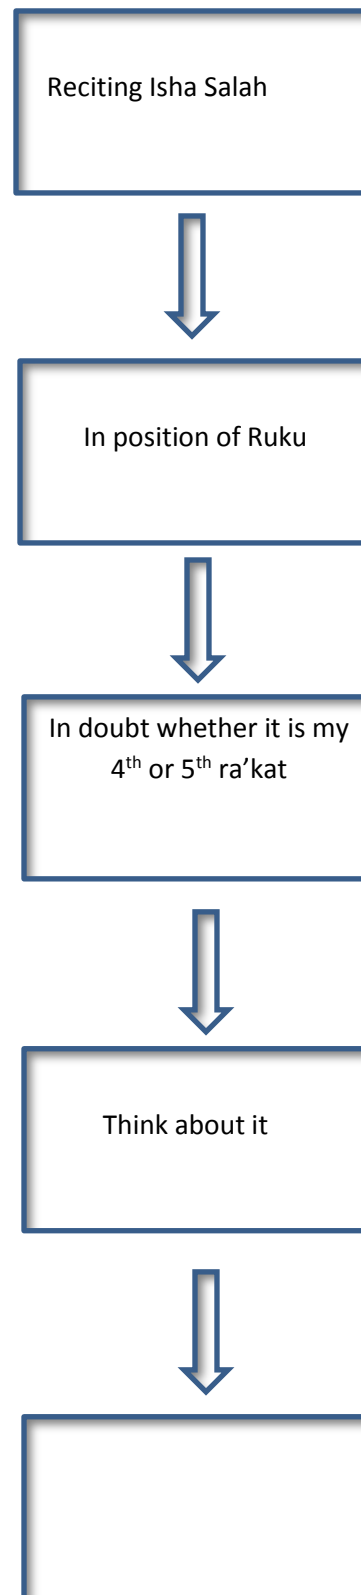 Reciting Isha Salah
In position of Ruku
In doubt whether it is my
4th or 5th ra’kat
Think about it